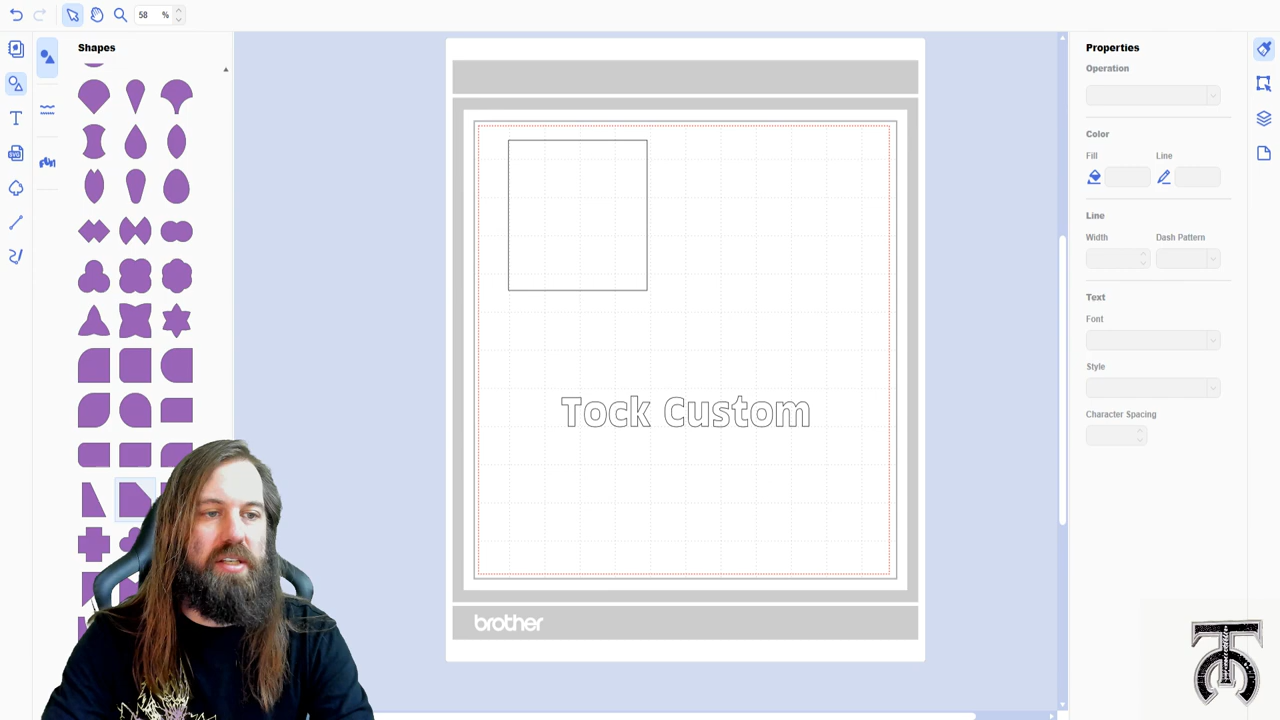 58 %
Shapes
Tock Custom
brother
Properties
Operation
Color
Fill Line
Line
Width Dash Pattern
Text
Font
Style
Character Spacing